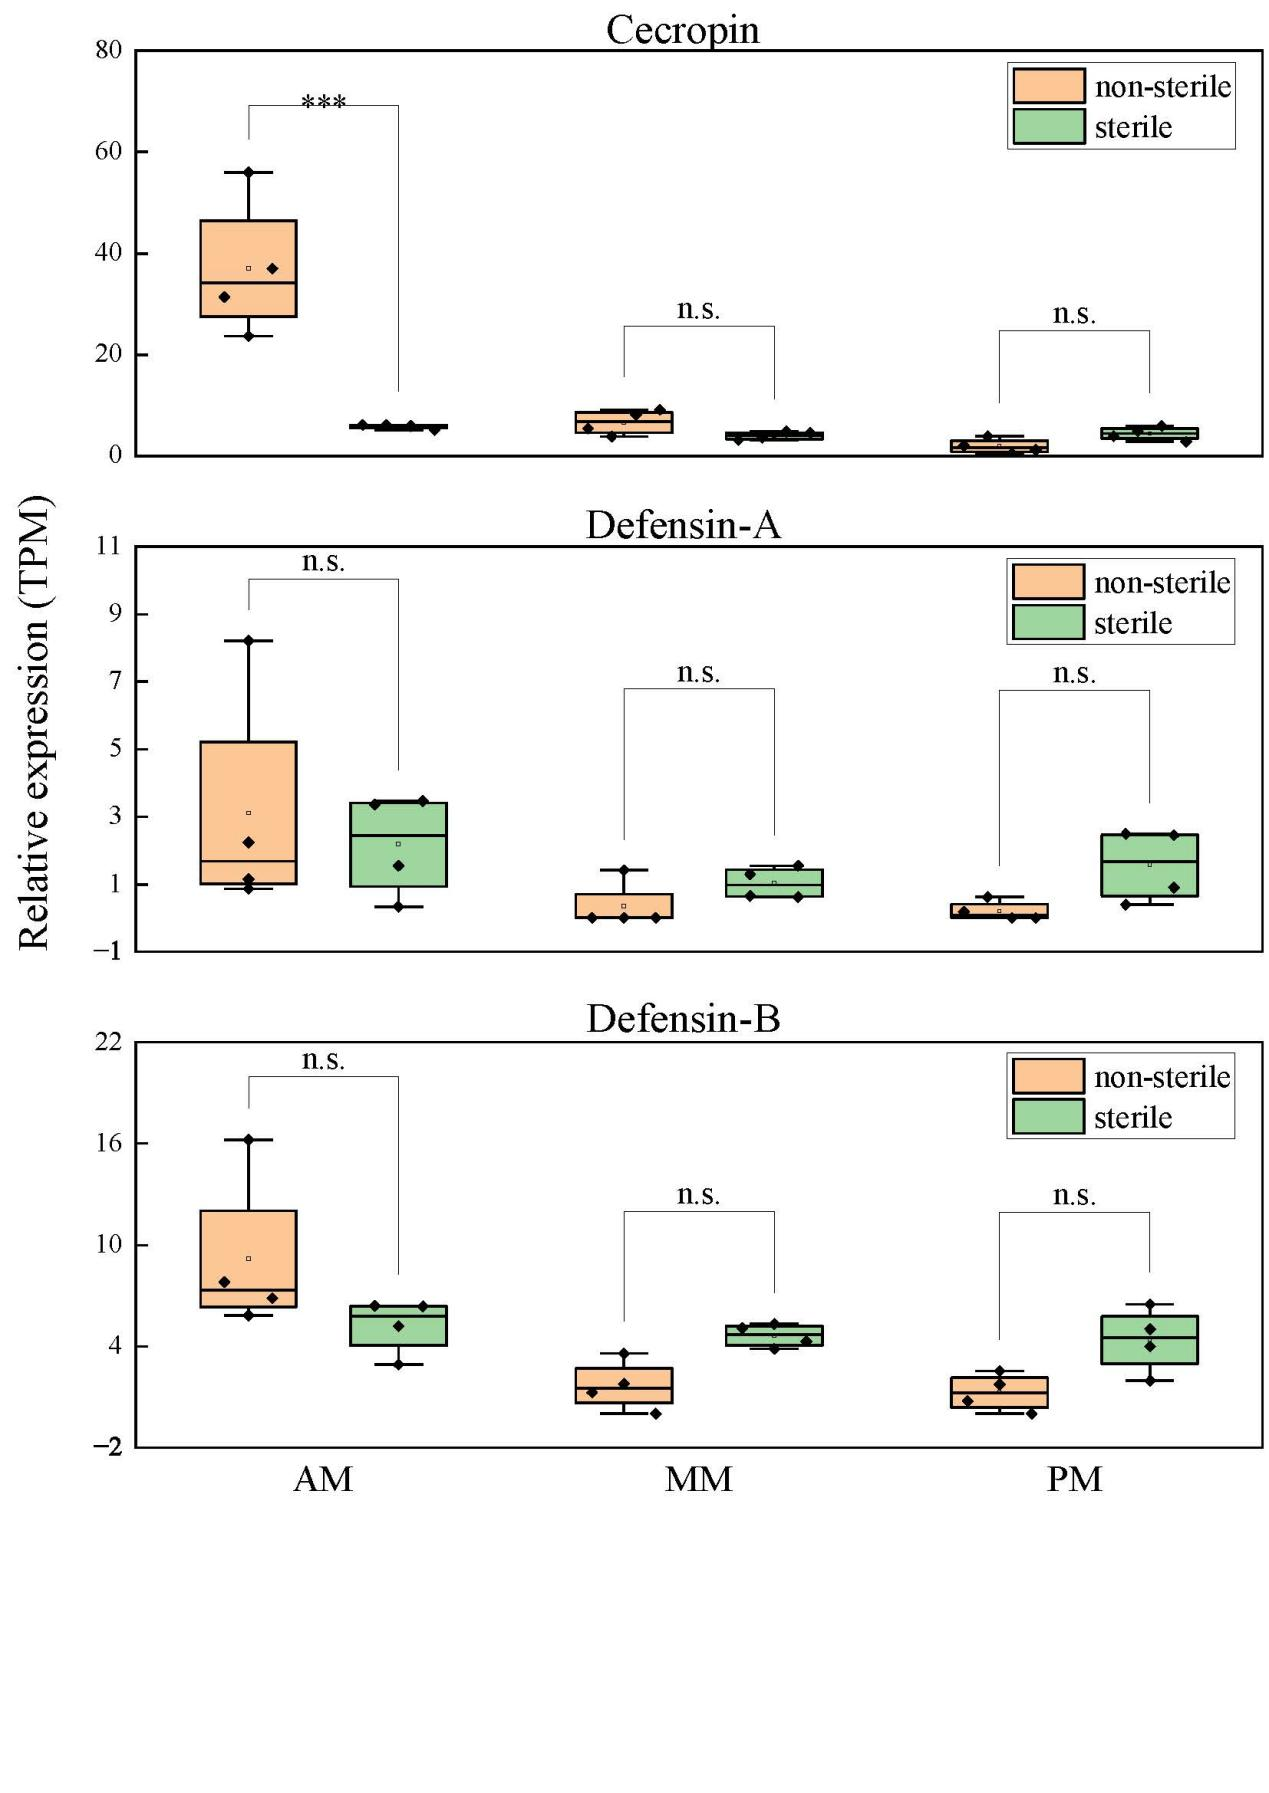 Cecropin
80
60
40
20
0
non-sterile
sterile
***
n.s.
n.s.
Relative expression (TPM)
Defensin-A
11
9
7
5
3
1
−1
non-sterile
sterile
n.s.
n.s.
n.s.
Defensin-B
22
16
10
4
−2
non-sterile
sterile
n.s.
n.s.
n.s.
AM
MM
PM